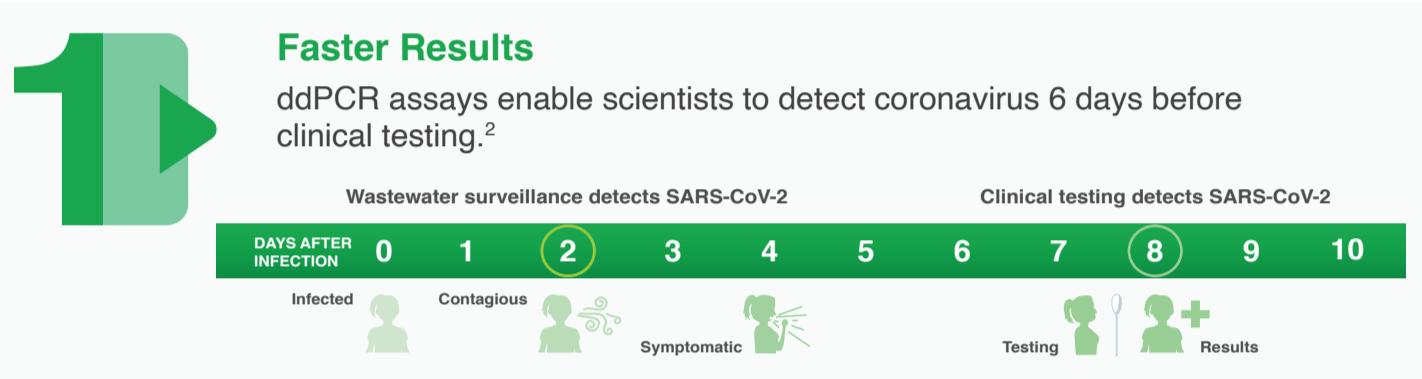 1
Faster Results
ddPCR assays enable scientists to detect coronavirus 6 days before
clinical testing.²
Wastewater surveillance detects SARS-CoV-2
Clinical testing detects SARS-CoV-2
DAYS AFTER
INFECTION
0 1 2 3 4 5 6 7 8 9 10
Infected
Contagious
Symptomatic
Testing
Results